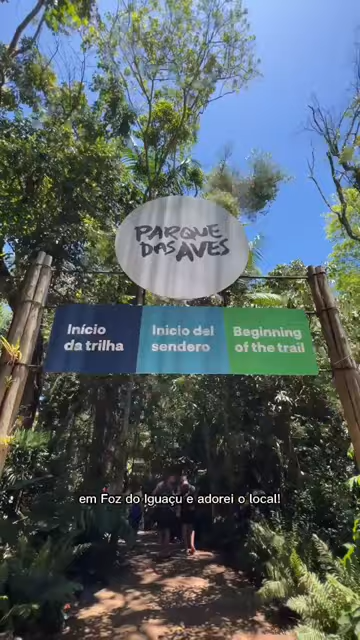 PARQUE
DAS AVES
Início
da trilha
Inicio del
sendero
Beginning
of the trail
em Foz do Iguaçu e adorei o local!